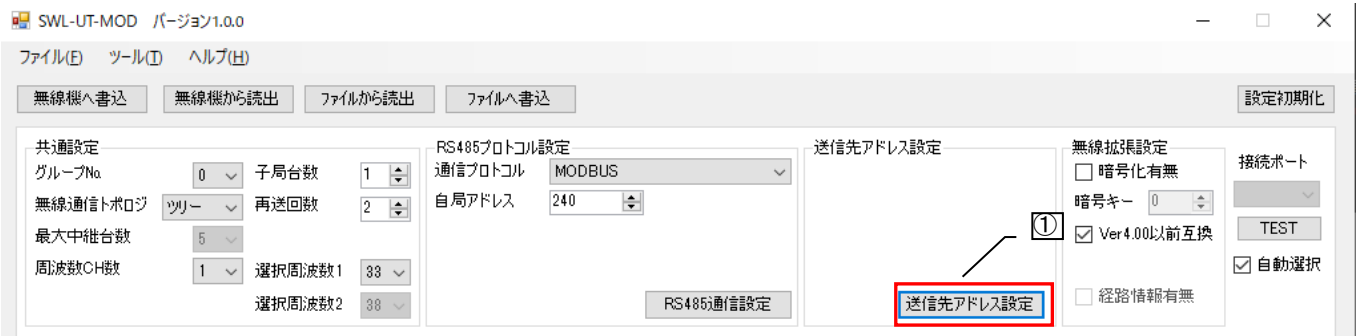 SWL-UT-MOD バージョン1.0.0
ファイル(F) ツール(T) ヘルプ(H)
無線機へ書込 無線機から読出 ファイルから読出 ファイルへ書込 設定初期化
共通設定
グループNo. 0 子局台数 1
無線通信トポロジ ツリー 再送回数 2
最大中継台数 5
周波数CH数 1 選択周波数1 33
選択周波数2 38
RS485プロトコル設定
通信プロトコル MODBUS
自局アドレス 240
RS485通信設定
送信先アドレス設定
①
送信先アドレス設定
無線拡張設定
暗号化有無
暗号キー 0
Ver4.00以前互換
経路情報有無
接続ポート
TEST
自動選択